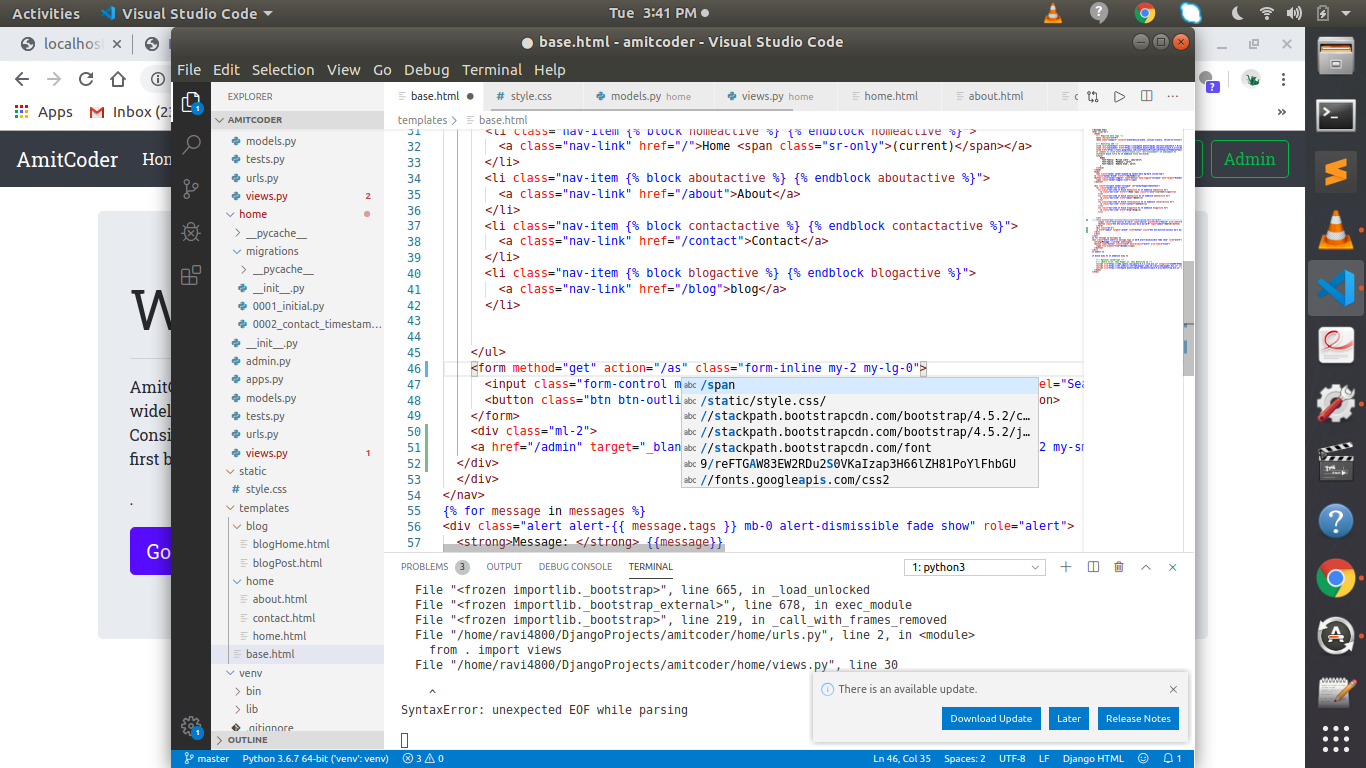 Activities
Visual Studio Code
Tue 3:41 PM
localhos
base.html - amitcoder - Visual Studio Code
File Edit Selection View Go Debug Terminal Help
Apps
Inbox (23
AmitCoder
Hom
Admin
W
AmitC
widel
Consi
first b
.
Go
EXPLORER
AMITCODER
models.py
tests.py
urls.py
views.py 2
home
__pycache__
migrations
__pycache__
__init__.py
0001_initial.py
0002_contact_timestam...
__init__.py
admin.py
apps.py
models.py
tests.py
urls.py
views.py 1
static
style.css
templates
blog
blogHome.html
blogPost.html
home
about.html
contact.html
home.html
base.html
venv
bin
lib
.gitignore
OUTLINE
base.html
style.css
models.py home
views.py home
home.html
about.html
templates > base.html
31 <li class="nav-item {% block homeactive %} {% endblock homeactive %}">
32 <a class="nav-link" href="/">Home <span class="sr-only">(current)</span></a>
33 </li>
34 <li class="nav-item {% block aboutactive %} {% endblock aboutactive %}">
35 <a class="nav-link" href="/about">About</a>
36 </li>
37 <li class="nav-item {% block contactactive %} {% endblock contactactive %}">
38 <a class="nav-link" href="/contact">Contact</a>
39 </li>
40 <li class="nav-item {% block blogactive %} {% endblock blogactive %}">
41 <a class="nav-link" href="/blog">blog</a>
42 </li>
43
44
45 </ul>
46 <form method="get" action="/as" class="form-inline my-2 my-lg-0">
47 <input class="form-control m el="Sea
48 <button class="btn btn-outli on>
49 </form>
50 <div class="ml-2">
51 <a href="/admin" target="_blan 2 my-sm
52 </div>
53 </div>
54 </nav>
55 {% for message in messages %}
56 <div class="alert alert-{{ message.tags }} mb-0 alert-dismissible fade show" role="alert">
57 <strong>Message: </strong> {{message}}
abc /span
abc /static/style.css/
abc //stackpath.bootstrapcdn.com/bootstrap/4.5.2/c...
abc //stackpath.bootstrapcdn.com/bootstrap/4.5.2/j...
abc //stackpath.bootstrapcdn.com/font
abc 9/reFTGAW83EW2RDu2S0VKaIzap3H66lZH81PoYlFhbGU
abc //fonts.googleapis.com/css2
PROBLEMS 3 OUTPUT DEBUG CONSOLE TERMINAL
1: python3
File "<frozen importlib._bootstrap>", line 665, in _load_unlocked
File "<frozen importlib._bootstrap_external>", line 678, in exec_module
File "<frozen importlib._bootstrap>", line 219, in _call_with_frames_removed
File "/home/ravi4800/DjangoProjects/amitcoder/home/urls.py", line 2, in <module>
from . import views
File "/home/ravi4800/DjangoProjects/amitcoder/home/views.py", line 30
^
SyntaxError: unexpected EOF while parsing
There is an available update.
Download Update
Later
Release Notes
master
Python 3.6.7 64-bit ('venv': venv)
3 0
Ln 46, Col 35
Spaces: 2
UTF-8
LF
Django HTML
1